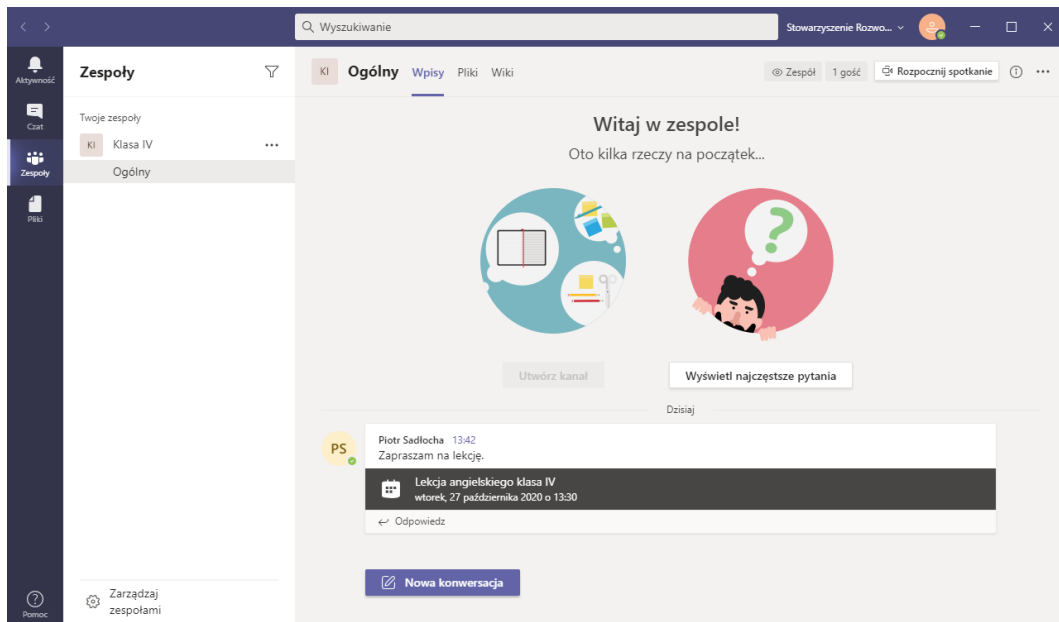 Wyszukiwanie
Stowarzyszenie Rozwo...
Aktywność
Czat
Zespoły
Pliki
Pomoc
Zespoły
Twoje zespoły
KI Klasa IV
Ogólny
Zarządzaj
zespołami
KI Ogólny Wpisy Pliki Wiki
Zespół 1 gość Rozpocznij spotkanie
Witaj w zespole!
Oto kilka rzeczy na początek...
?
Utwórz kanał
Wyświetl najczęstsze pytania
Dzisiaj
PS
Piotr Sadłocha 13:42
Zapraszam na lekcję.
Lekcja angielskiego klasa IV
wtorek, 27 października 2020 o 13:30
Odpowiedz
Nowa konwersacja